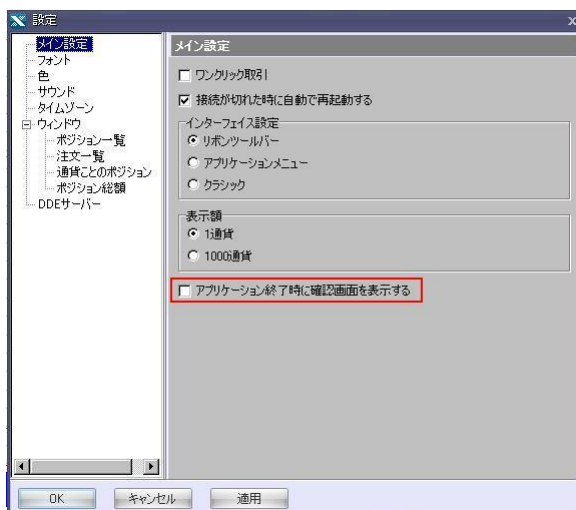 設定
メイン設定
フォント
色
サウンド
タイムゾーン
ウィンドウ
ポジション一覧
注文一覧
通貨ごとのポジション
ポジション総額
DDEサーバー
メイン設定
ワンクリック取引
接続が切れた時に自動で再起動する
インターフェイス設定
リボンツールバー
アプリケーションメニュー
クラシック
表示額
1通貨
1000通貨
アプリケーション終了時に確認画面を表示する
OK
キャンセル
適用